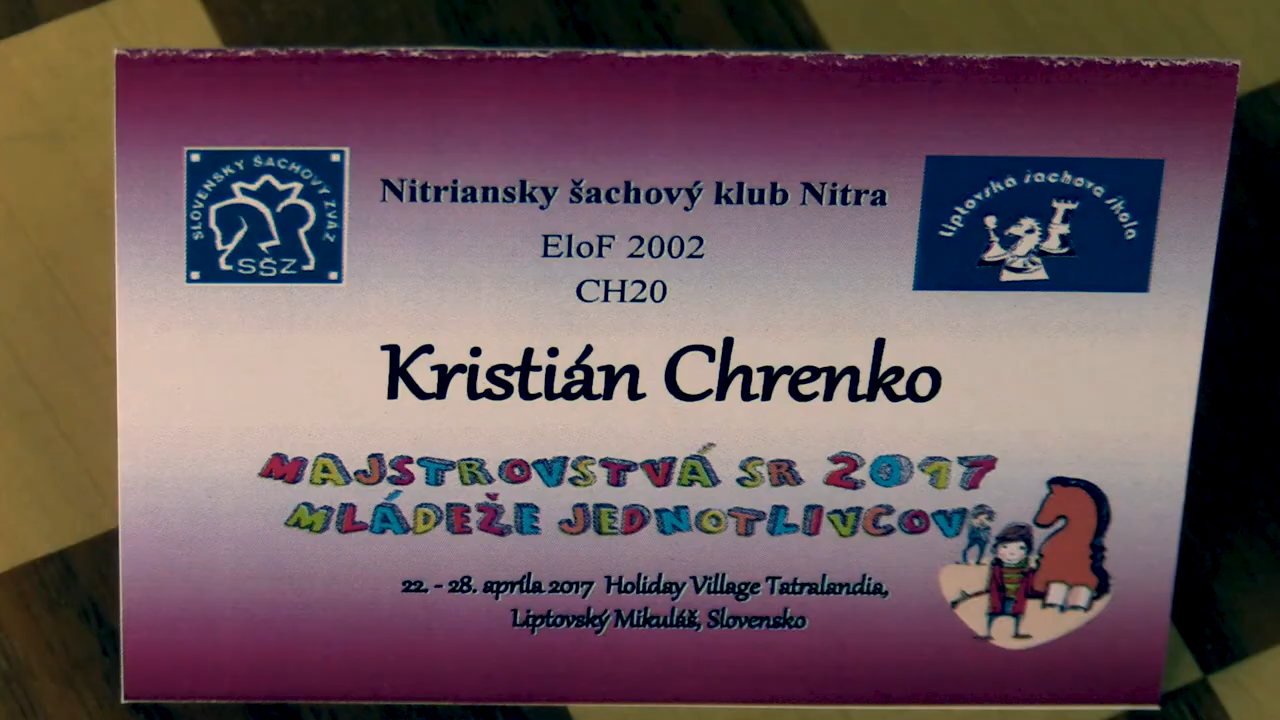 SLOVENSKÝ ŠACHOVÝ ZVÄZ
SŠZ
Nitriansky šachový klub Nitra
EloF 2002
CH20
Liptovská šachová škola
Kristián Chrenko
MAJSTROVSTVÁ SR 2017
MLÁDEŽE JEDNOTLIVCOV
22. - 28. apríla 2017 Holiday Village Tatralandia,
Liptovský Mikuláš, Slovensko